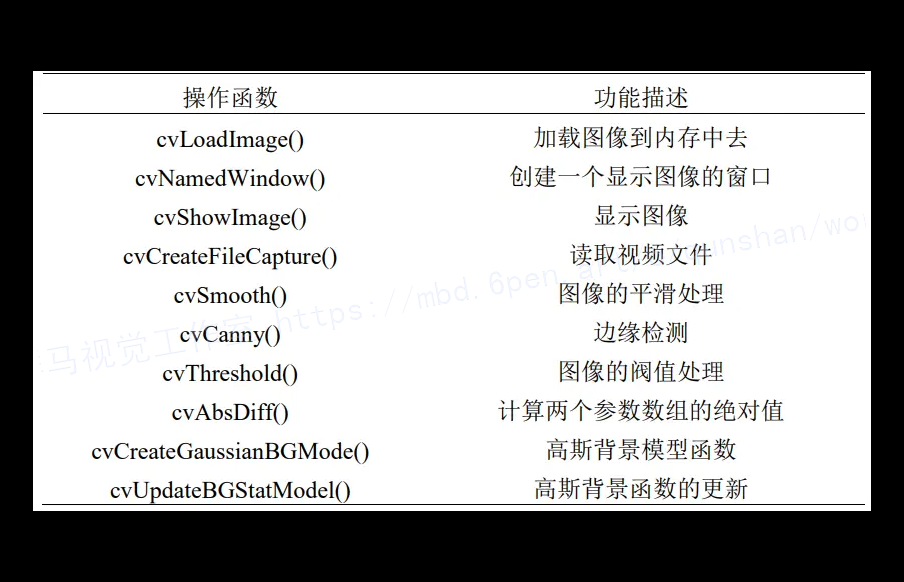 操作函数 功能描述
cvLoadImage() 加载图像到内存中去
cvNamedWindow() 创建一个显示图像的窗口
cvShowImage() 显示图像
cvCreateFileCapture() 读取视频文件
cvSmooth() 图像的平滑处理
cvCanny() 边缘检测
cvThreshold() 图像的阀值处理
cvAbsDiff() 计算两个参数数组的绝对值
cvCreateGaussianBGMode() 高斯背景模型函数
cvUpdateBGStatModel() 高斯背景函数的更新
马视觉工作室 https://mbd.6pen.art